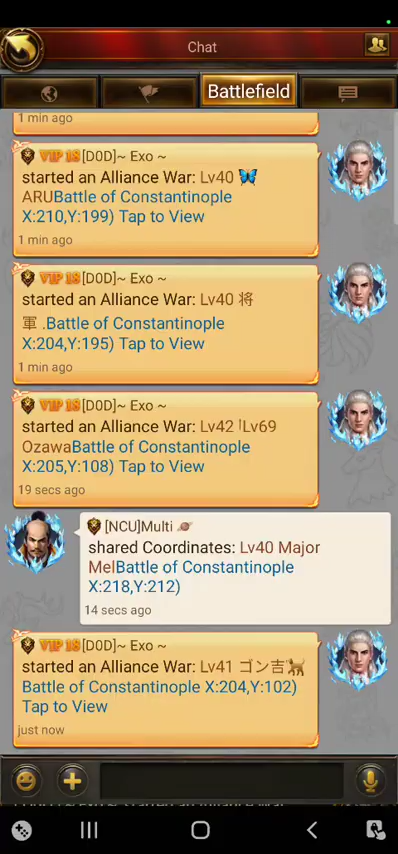 Chat
Battlefield
1 min ago
VIP 18 [D0D]~ Exo ~
started an Alliance War: Lv40 🦋
ARUBattle of Constantinople
X:210,Y:199) Tap to View
1 min ago
VIP 18 [D0D]~ Exo ~
started an Alliance War: Lv40 将
軍 .Battle of Constantinople
X:204,Y:195) Tap to View
1 min ago
VIP 18 [D0D]~ Exo ~
started an Alliance War: Lv42 ｢Lv69
OzawaBattle of Constantinople
X:205,Y:108) Tap to View
19 secs ago
[NCU]Multi 🪐
shared Coordinates: Lv40 Major
MelBattle of Constantinople
X:218,Y:212)
14 secs ago
VIP 18 [D0D]~ Exo ~
started an Alliance War: Lv41 ゴン吉🐕
Battle of Constantinople X:204,Y:102)
Tap to View
just now